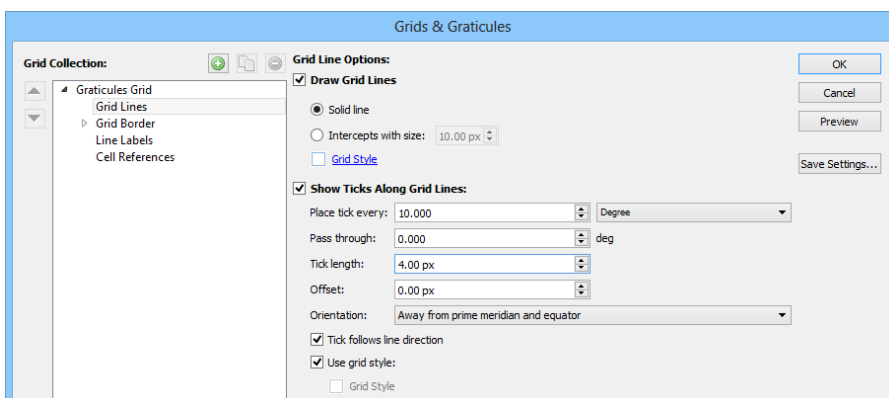 Grids & Graticules
Grid Collection:
Graticules Grid
Grid Lines
Grid Border
Line Labels
Cell References
Grid Line Options:
Draw Grid Lines
Solid line
Intercepts with size: 10.00 px
Grid Style
Show Ticks Along Grid Lines:
Place tick every: 10.000 Degree
Pass through: 0.000 deg
Tick length: 4.00 px
Offset: 0.00 px
Orientation: Away from prime meridian and equator
Tick follows line direction
Use grid style:
Grid Style
OK
Cancel
Preview
Save Settings...